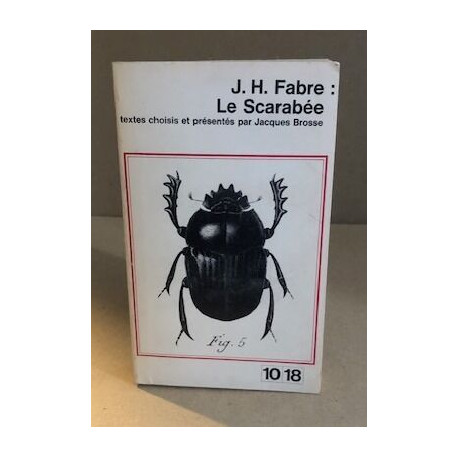 J. H. Fabre :
Le Scarabée
textes choisis et présentés par Jacques Brosse
Fig. 5
10 18